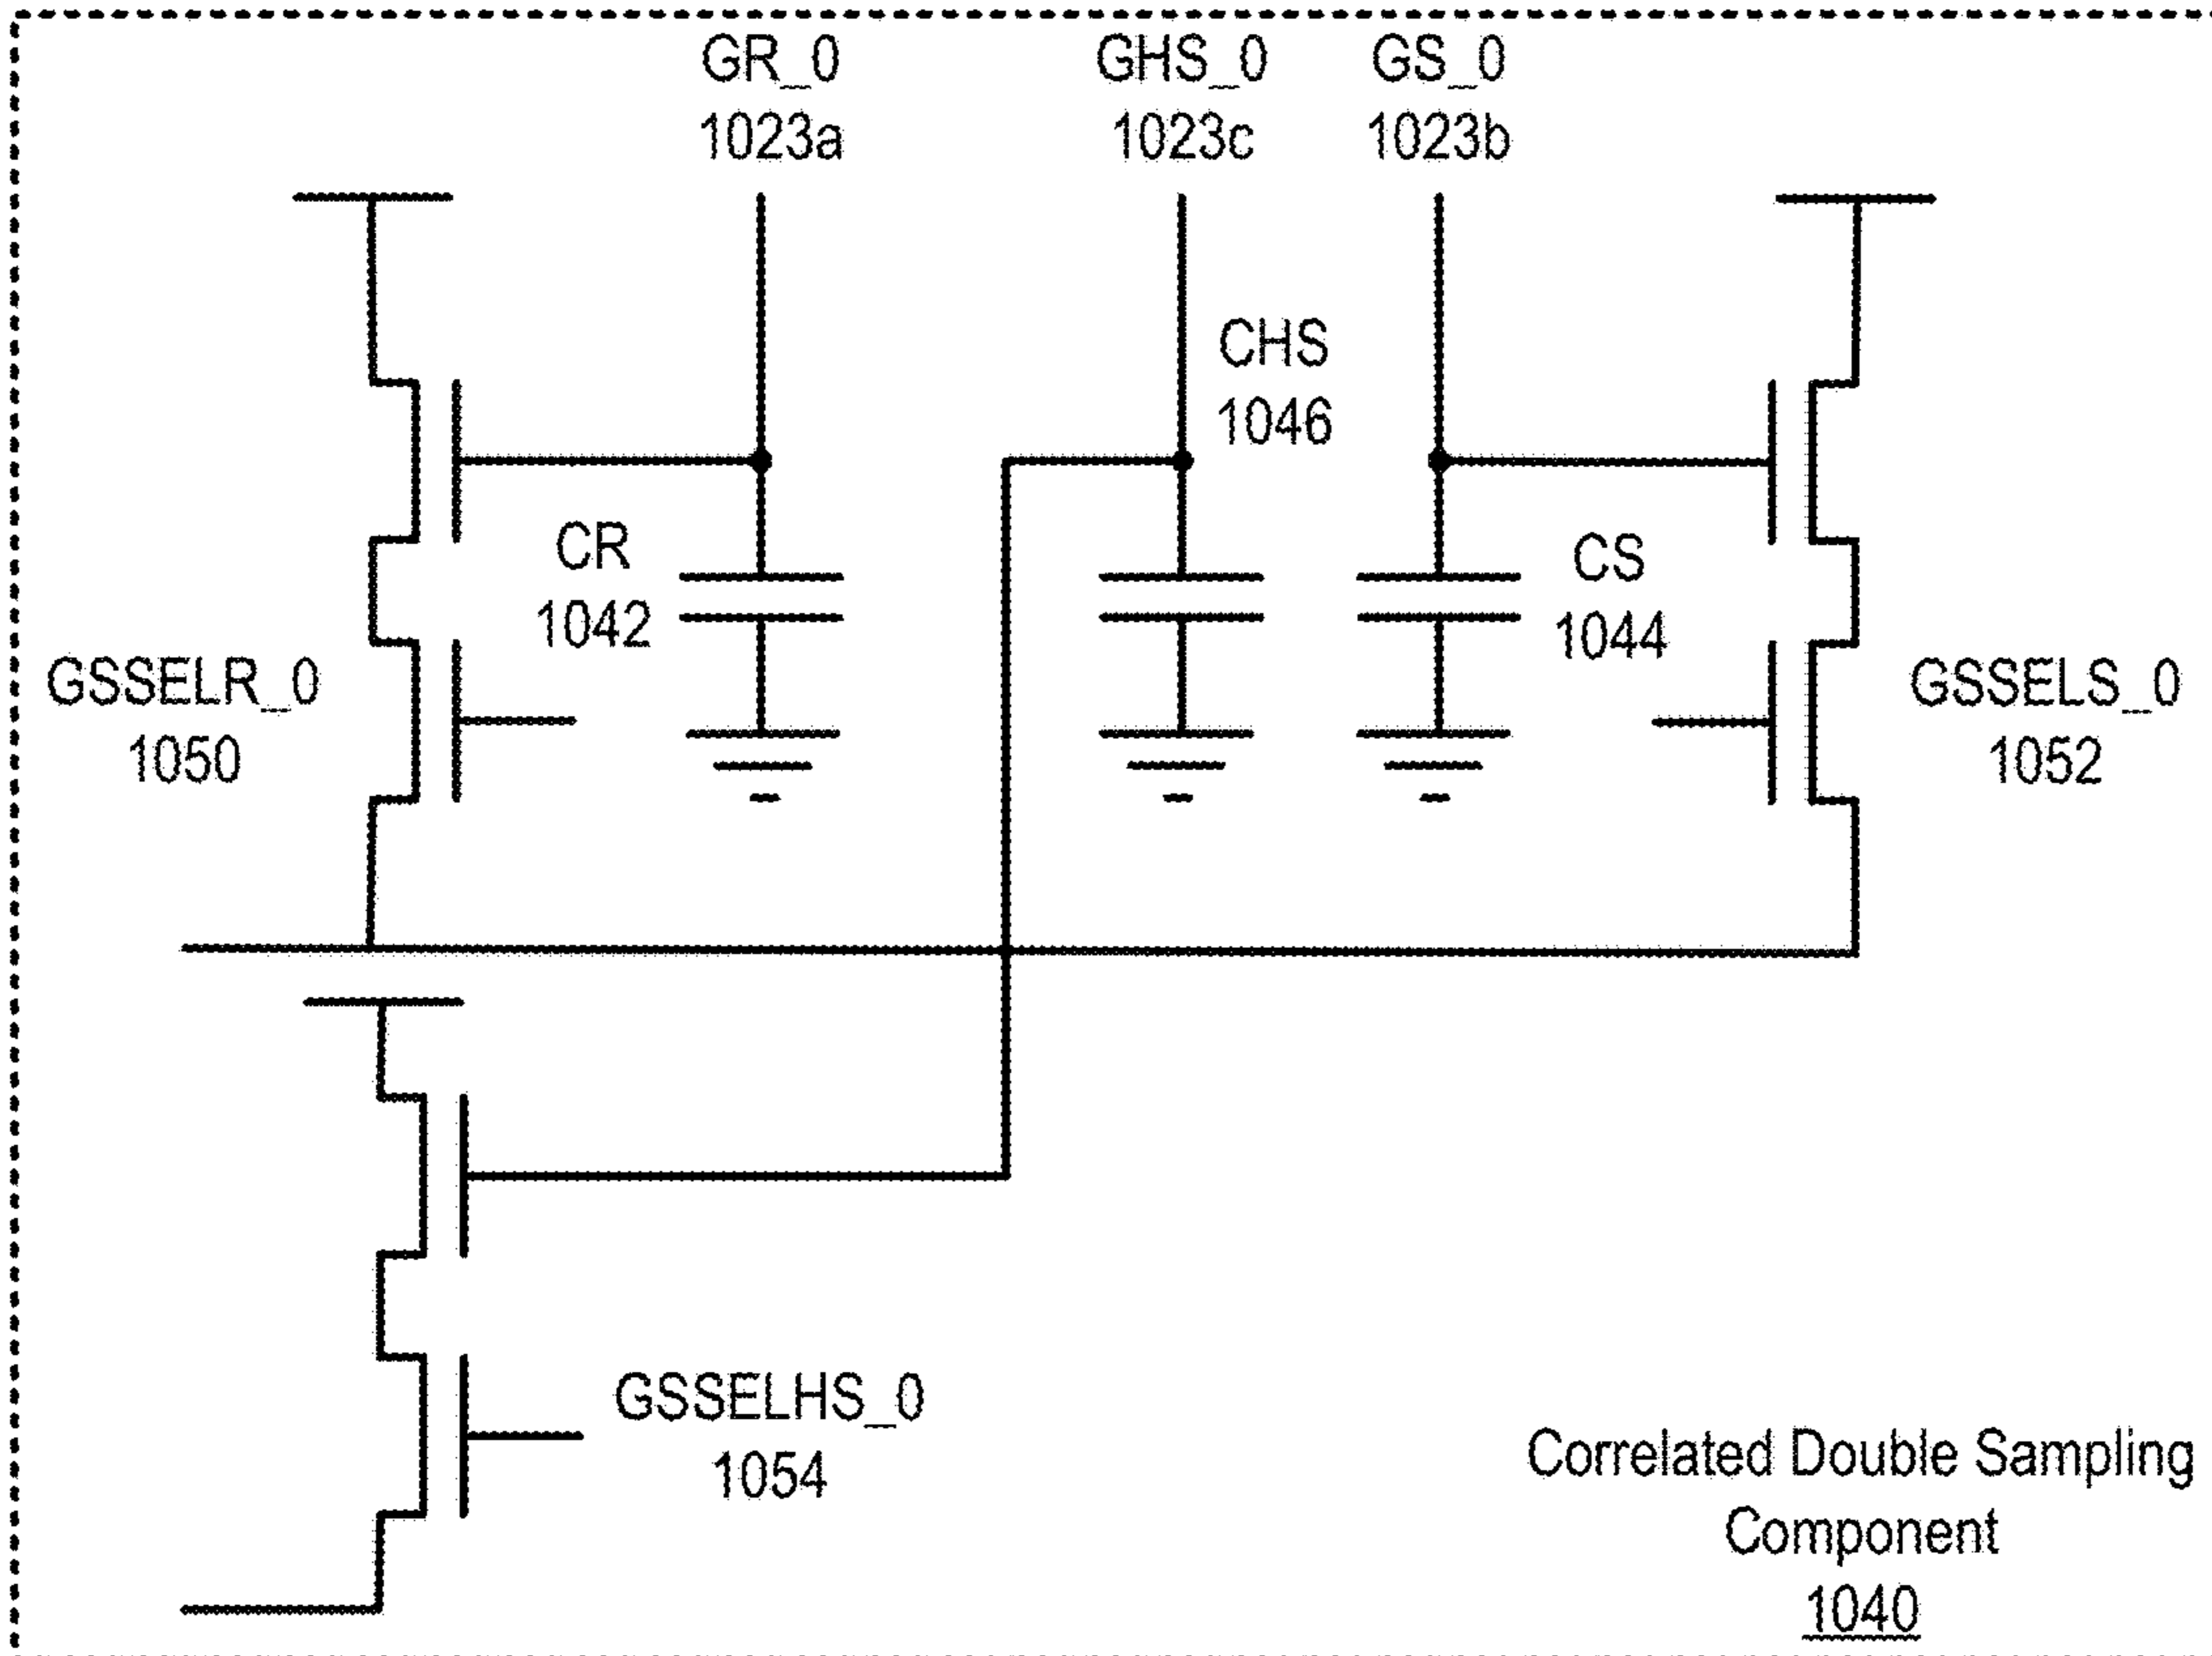 GR_0
1023a
GHS_0
1023c
GS_0
1023b
CHS
1046
CR
1042
CS
1044
GSSELR_0
1050
GSSELS_0
1052
GSSELHS_0
1054
Correlated Double Sampling
Component
1040